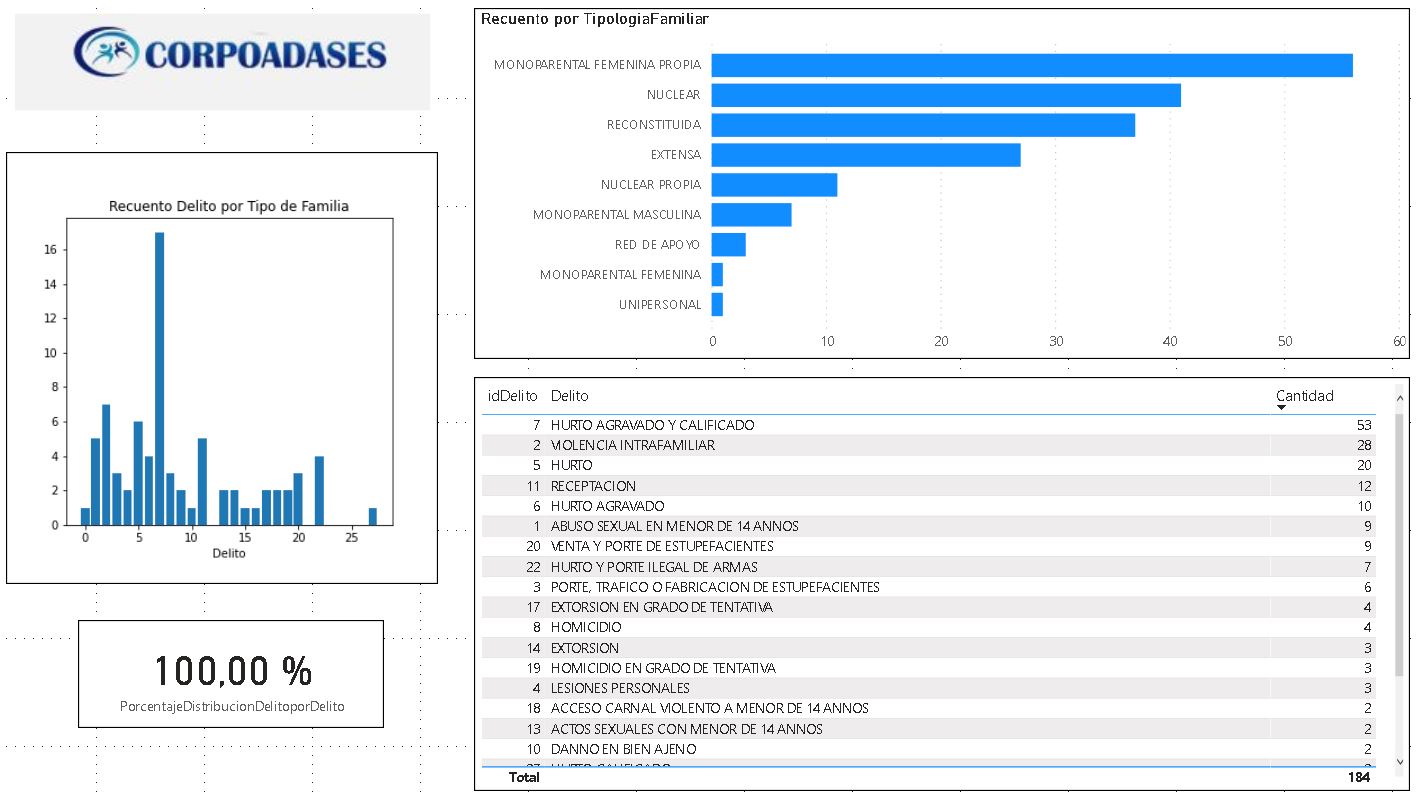 CORPOADASES
Recuento por TipologiaFamiliar
MONOPARENTAL FEMENINA PROPIA
NUCLEAR
RECONSTITUIDA
EXTENSA
NUCLEAR PROPIA
MONOPARENTAL MASCULINA
RED DE APOYO
MONOPARENTAL FEMENINA
UNIPERSONAL
0 10 20 30 40 50 60
Recuento Delito por Tipo de Familia
16
14
12
10
8
6
4
2
0
0 5 10 15 20 25
Delito
100,00 %
PorcentajeDistribucionDelitoporDelito
idDelito Delito Cantidad
7 HURTO AGRAVADO Y CALIFICADO 53
2 VIOLENCIA INTRAFAMILIAR 28
5 HURTO 20
11 RECEPTACION 12
6 HURTO AGRAVADO 10
1 ABUSO SEXUAL EN MENOR DE 14 ANNOS 9
20 VENTA Y PORTE DE ESTUPEFACIENTES 9
22 HURTO Y PORTE ILEGAL DE ARMAS 7
3 PORTE, TRAFICO O FABRICACION DE ESTUPEFACIENTES 6
17 EXTORSION EN GRADO DE TENTATIVA 4
8 HOMICIDIO 4
14 EXTORSION 3
19 HOMICIDIO EN GRADO DE TENTATIVA 3
4 LESIONES PERSONALES 3
18 ACCESO CARNAL VIOLENTO A MENOR DE 14 ANNOS 2
13 ACTOS SEXUALES CON MENOR DE 14 ANNOS 2
10 DANNO EN BIEN AJENO 2
Total 184